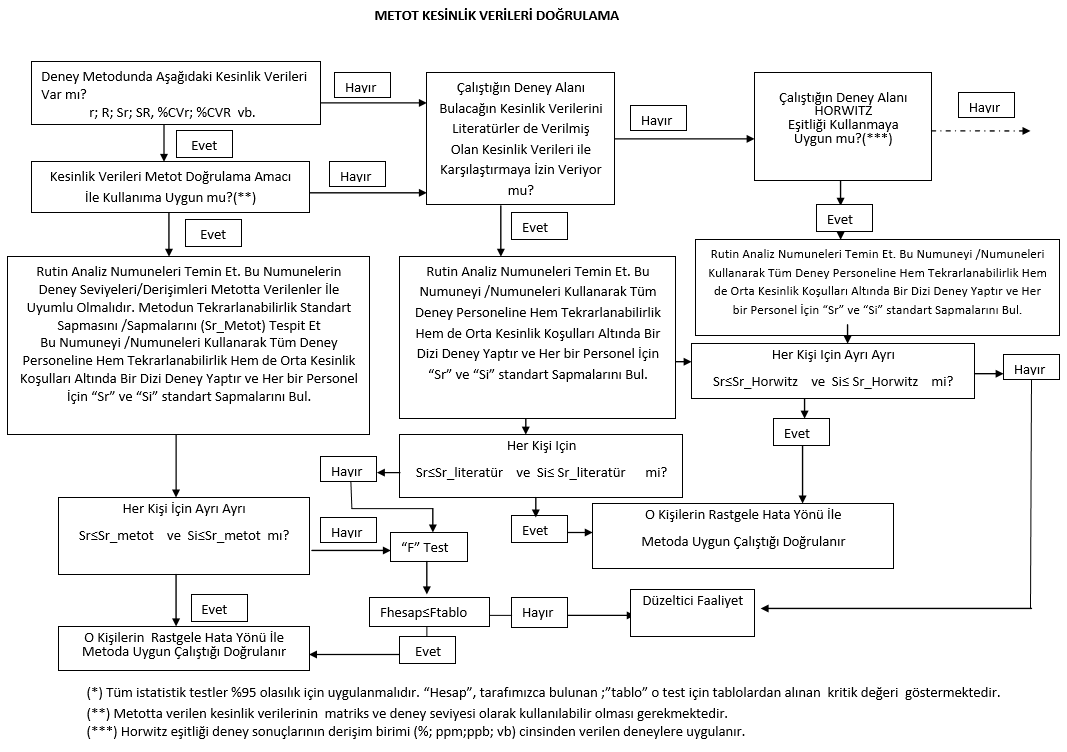 METOT KESİNLİK VERİLERİ DOĞRULAMA
Deney Metodunda Aşağıdaki Kesinlik Verileri
Var mı?
r; R; Sr; SR, %CVr; %CVR vb.
Hayır
Çalıştığın Deney Alanı
Bulacağın Kesinlik Verilerini
Literatürler de Verilmiş
Olan Kesinlik Verileri ile
Karşılaştırmaya İzin Veriyor
mu?
Hayır
Çalıştığın Deney Alanı
HORWITZ
Eşitliği Kullanmaya
Uygun mu?(***)
Hayır
Evet
Kesinlik Verileri Metot Doğrulama Amacı
İle Kullanıma Uygun mu?(**)
Hayır
Evet
Evet
Evet
Rutin Analiz Numuneleri Temin Et. Bu Numunelerin
Deney Seviyeleri/Derişimleri Metotta Verilenler İle
Uyumlu Olmalıdır. Metodun Tekrarlanabilirlik Standart
Sapmasını /Sapmalarını (Sr_Metot) Tespit Et
Bu Numuneyi /Numuneleri Kullanarak Tüm Deney
Personeline Hem Tekrarlanabilirlik Hem de Orta Kesinlik
Koşulları Altında Bir Dizi Deney Yaptır ve Her bir Personel
İçin “Sr” ve “Si” standart Sapmalarını Bul.
Rutin Analiz Numuneleri Temin Et. Bu
Numuneyi /Numuneleri Kullanarak Tüm
Deney Personeline Hem Tekrarlanabilirlik
Hem de Orta Kesinlik Koşulları Altında Bir
Dizi Deney Yaptır ve Her bir Personel İçin
“Sr” ve “Si” standart Sapmalarını Bul.
Rutin Analiz Numuneleri Temin Et. Bu Numuneyi /Numuneleri
Kullanarak Tüm Deney Personeline Hem Tekrarlanabilirlik Hem
de Orta Kesinlik Koşulları Altında Bir Dizi Deney Yaptır ve Her
bir Personel İçin “Sr” ve “Si” standart Sapmalarını Bul.
Her Kişi Için Ayrı Ayrı
Sr≤Sr_Horwitz ve Si≤ Sr_Horwitz mi?
Hayır
Evet
Her Kişi İçin
Sr≤Sr_literatür ve Si≤ Sr_literatür mi?
Hayır
Evet
O Kişilerin Rastgele Hata Yönü İle
Metoda Uygun Çalıştığı Doğrulanır
Her Kişi İçin Ayrı Ayrı
Sr≤Sr_metot ve Si≤Sr_metot mı?
Hayır
“F” Test
Evet
Fhesap≤Ftablo
Hayır
Düzeltici Faaliyet
Evet
O Kişilerin Rastgele Hata Yönü İle
Metoda Uygun Çalıştığı Doğrulanır
(*) Tüm istatistik testler %95 olasılık için uygulanmalıdır. “Hesap”, tarafımızca bulunan ;”tablo” o test için tablolardan alınan kritik değeri göstermektedir.
(**) Metotta verilen kesinlik verilerinin matriks ve deney seviyesi olarak kullanılabilir olması gerekmektedir.
(***) Horwitz eşitliği deney sonuçlarının derişim birimi (%; ppm;ppb; vb) cinsinden verilen deneylere uygulanır.